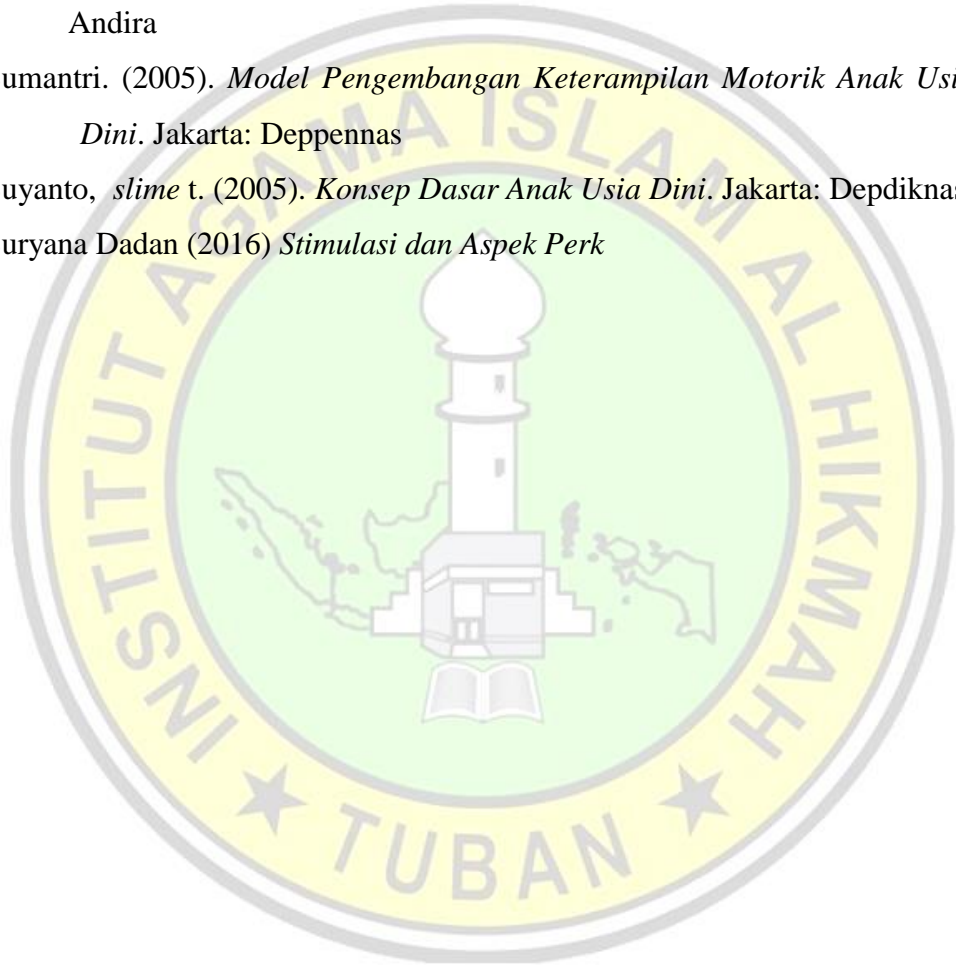 Andira
umantri. (2005). Model Pengembangan Keterampilan Motorik Anak Usi
Dini. Jakarta: Deppennas
uyanto, slime t. (2005). Konsep Dasar Anak Usia Dini. Jakarta: Depdiknas
uryana Dadan (2016) Stimulasi dan Aspek Perk
INSTITUT AGAMA ISLAM AL HIKMAH
TUBAN